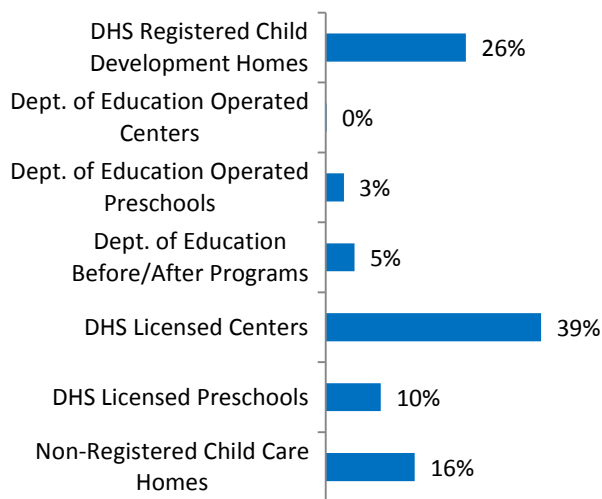 DHS Registered Child
Development Homes
26%
Dept. of Education Operated
Centers
0%
Dept. of Education Operated
Preschools
3%
Dept. of Education
Before/After Programs
5%
DHS Licensed Centers
39%
DHS Licensed Preschools
10%
Non-Registered Child Care
Homes
16%